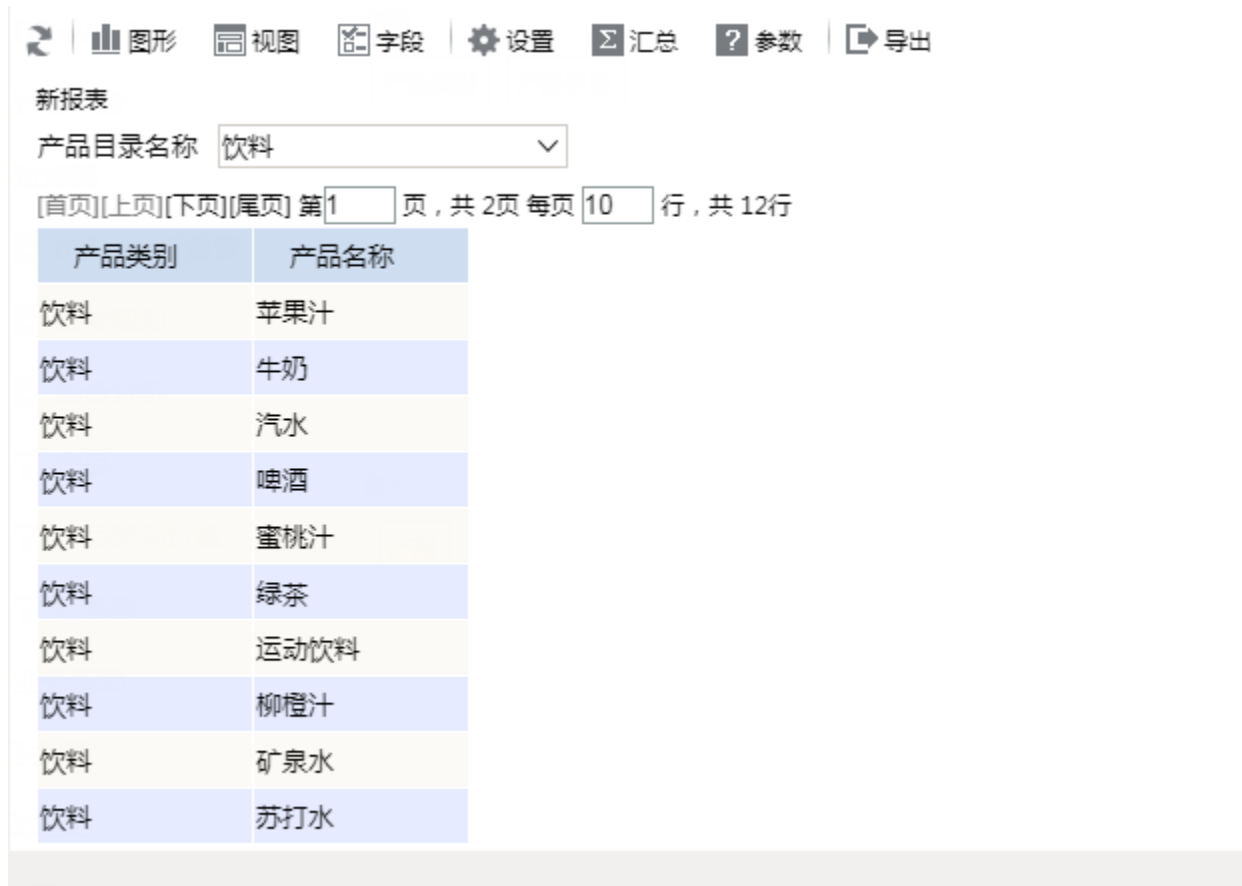 图形 视图 字段 设置 汇总 参数 导出
新报表
产品目录名称 饮料
[首页][上页][下页][尾页] 第1 页，共 2页 每页 10 行，共 12行
产品类别 产品名称
饮料 苹果汁
饮料 牛奶
饮料 汽水
饮料 啤酒
饮料 蜜桃汁
饮料 绿茶
饮料 运动饮料
饮料 柳橙汁
饮料 矿泉水
饮料 苏打水